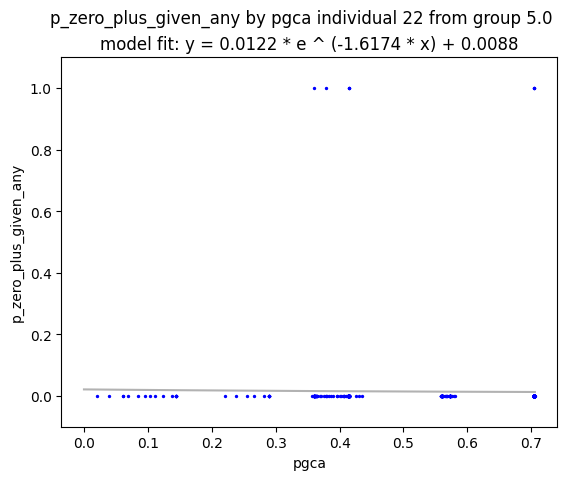 p_zero_plus_given_any by pgca individual 22 from group 5.0
model fit: y = 0.0122 * e ^ (-1.6174 * x) + 0.0088
1.0
0.8
0.6
0.4
0.2
0.0
p_zero_plus_given_any
0.0 0.1 0.2 0.3 0.4 0.5 0.6 0.7
pgca